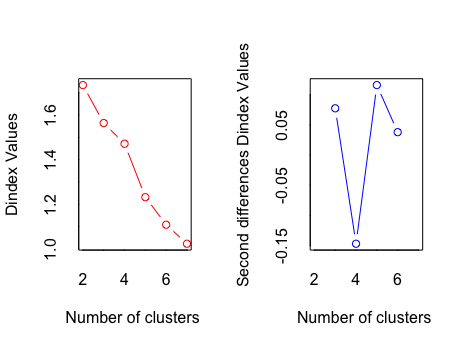 Dindex Values
1.0 1.2 1.4 1.6
2 4 6
Number of clusters
Second differences Dindex Values
-0.15 -0.05 0.05
2 4 6
Number of clusters